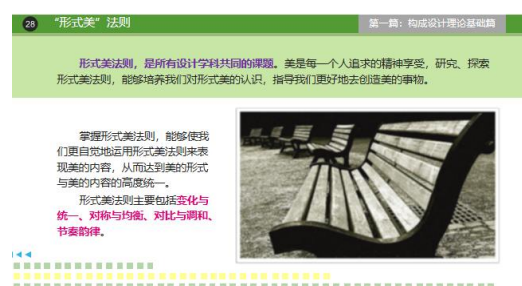 28 “形式美”法则 第一篇：构成设计理论基础篇
形式美法则，是所有设计学科共同的课题。美是每一个人追求的精神享受，研究、探索
形式美法则，能够培养我们对形式美的认识，指导我们更好地去创造美的事物。
掌握形式美法则，能够使我
们更自觉地运用形式美法则来表
现美的内容，从而达到美的形式
与美的内容的高度统一。
形式美法则主要包括变化与
统一、对称与均衡、对比与调和、
节奏韵律。